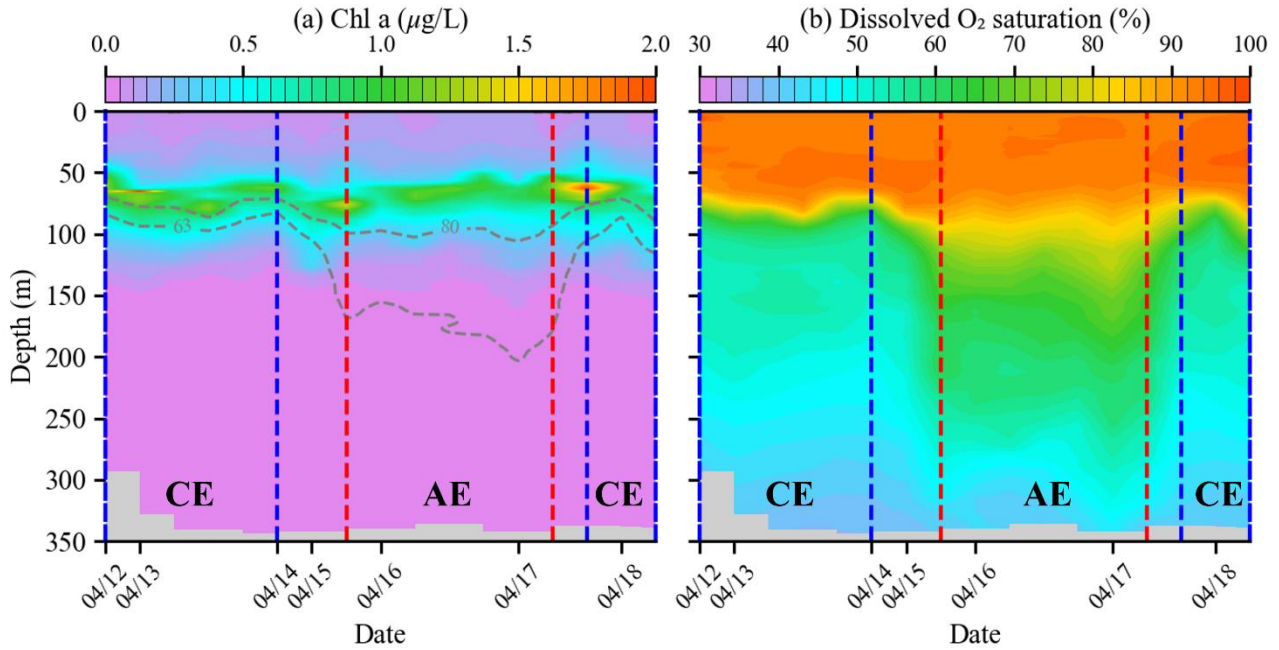 (a) Chl a (μg/L)
(b) Dissolved O₂ saturation (%)
0.0 0.5 1.0 1.5 2.0
30 40 50 60 70 80 90 100
Depth (m)
0
50
100
150
200
250
300
350
63
80
CE AE CE
CE AE CE
04/12 04/13 04/14 04/15 04/16 04/17 04/18
04/12 04/13 04/14 04/15 04/16 04/17 04/18
Date
Date